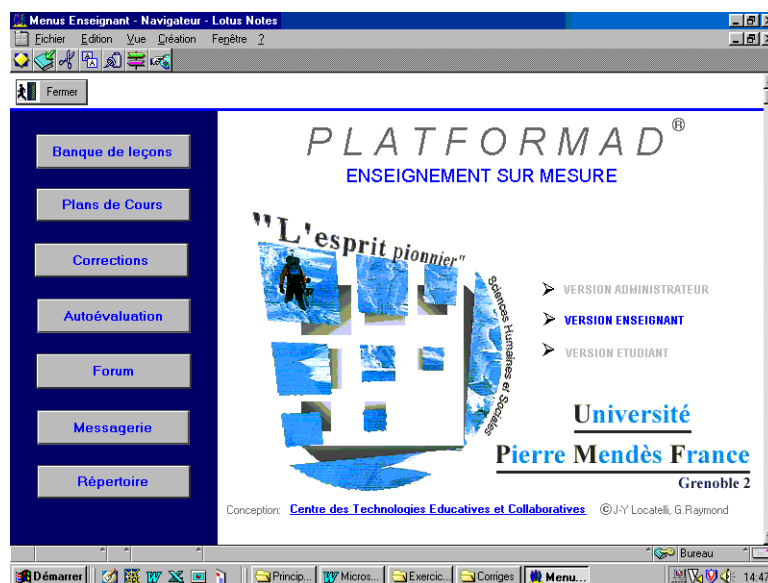 Menus Enseignant - Navigateur - Lotus Notes
Fichier Edition Vue Création Fenêtre ?
Fermer
PLATFORMAD®
ENSEIGNEMENT SUR MESURE
Banque de leçons
Plans de Cours
Corrections
Autoévaluation
Forum
Messagerie
Répertoire
"L'esprit pionnier"
Sciences Humaines et Sociales
VERSION ADMINISTRATEUR
VERSION ENSEIGNANT
VERSION ETUDIANT
Université
Pierre Mendès France
Grenoble 2
Conception: Centre des Technologies Educatives et Collaboratives ©J-Y Locatelli, G.Raymond
Bureau
Démarrer Princip... Micros... Exercic... Corriges Menu... 14:47